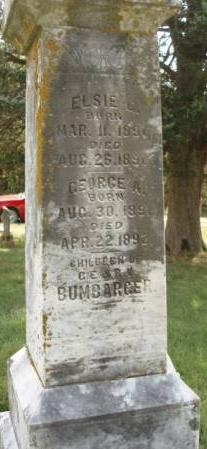 ELSIE
BORN
MAR. 11.
DIED
AUG. 26.
GEORGE A.
BORN
AUG. 30.
DIED
APR. 22. 1892
CHILDREN OF
BUMBARGER